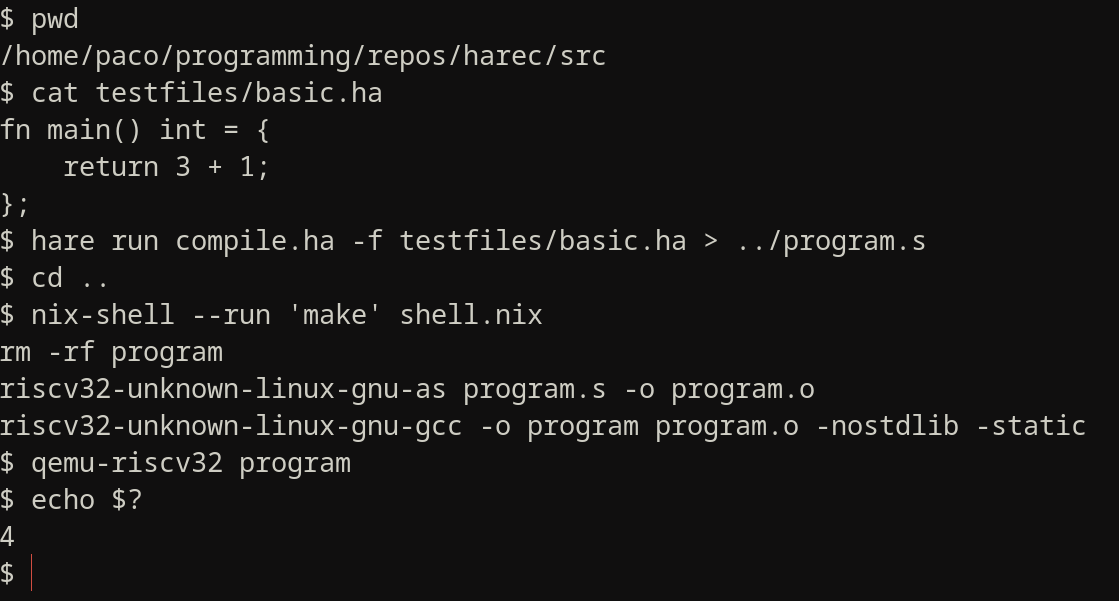 $ pwd
/home/paco/programming/repos/harec/src
$ cat testfiles/basic.ha
fn main() int = {
    return 3 + 1;
};
$ hare run compile.ha -f testfiles/basic.ha > ../program.s
$ cd ..
$ nix-shell --run 'make' shell.nix
rm -rf program
riscv32-unknown-linux-gnu-as program.s -o program.o
riscv32-unknown-linux-gnu-gcc -o program program.o -nostdlib -static
$ qemu-riscv32 program
$ echo $?
4
$